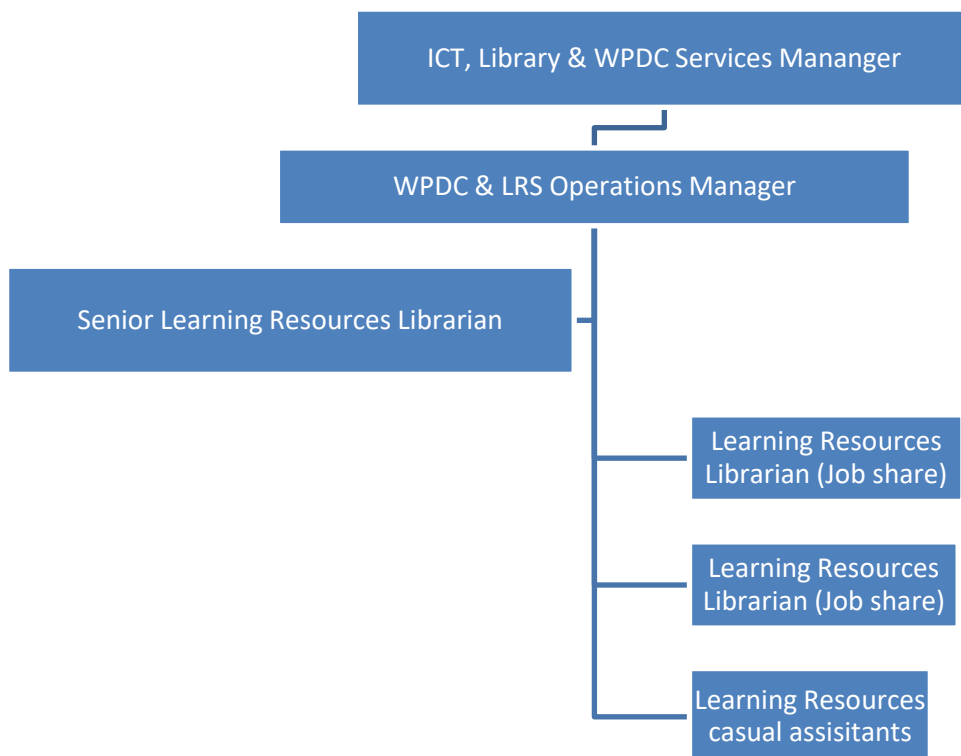 ICT, Library & WPDC Services Mananger
WPDC & LRS Operations Manager
Senior Learning Resources Librarian
Learning Resources
Librarian (Job share)
Learning Resources
Librarian (Job share)
Learning Resources
casual assisitants